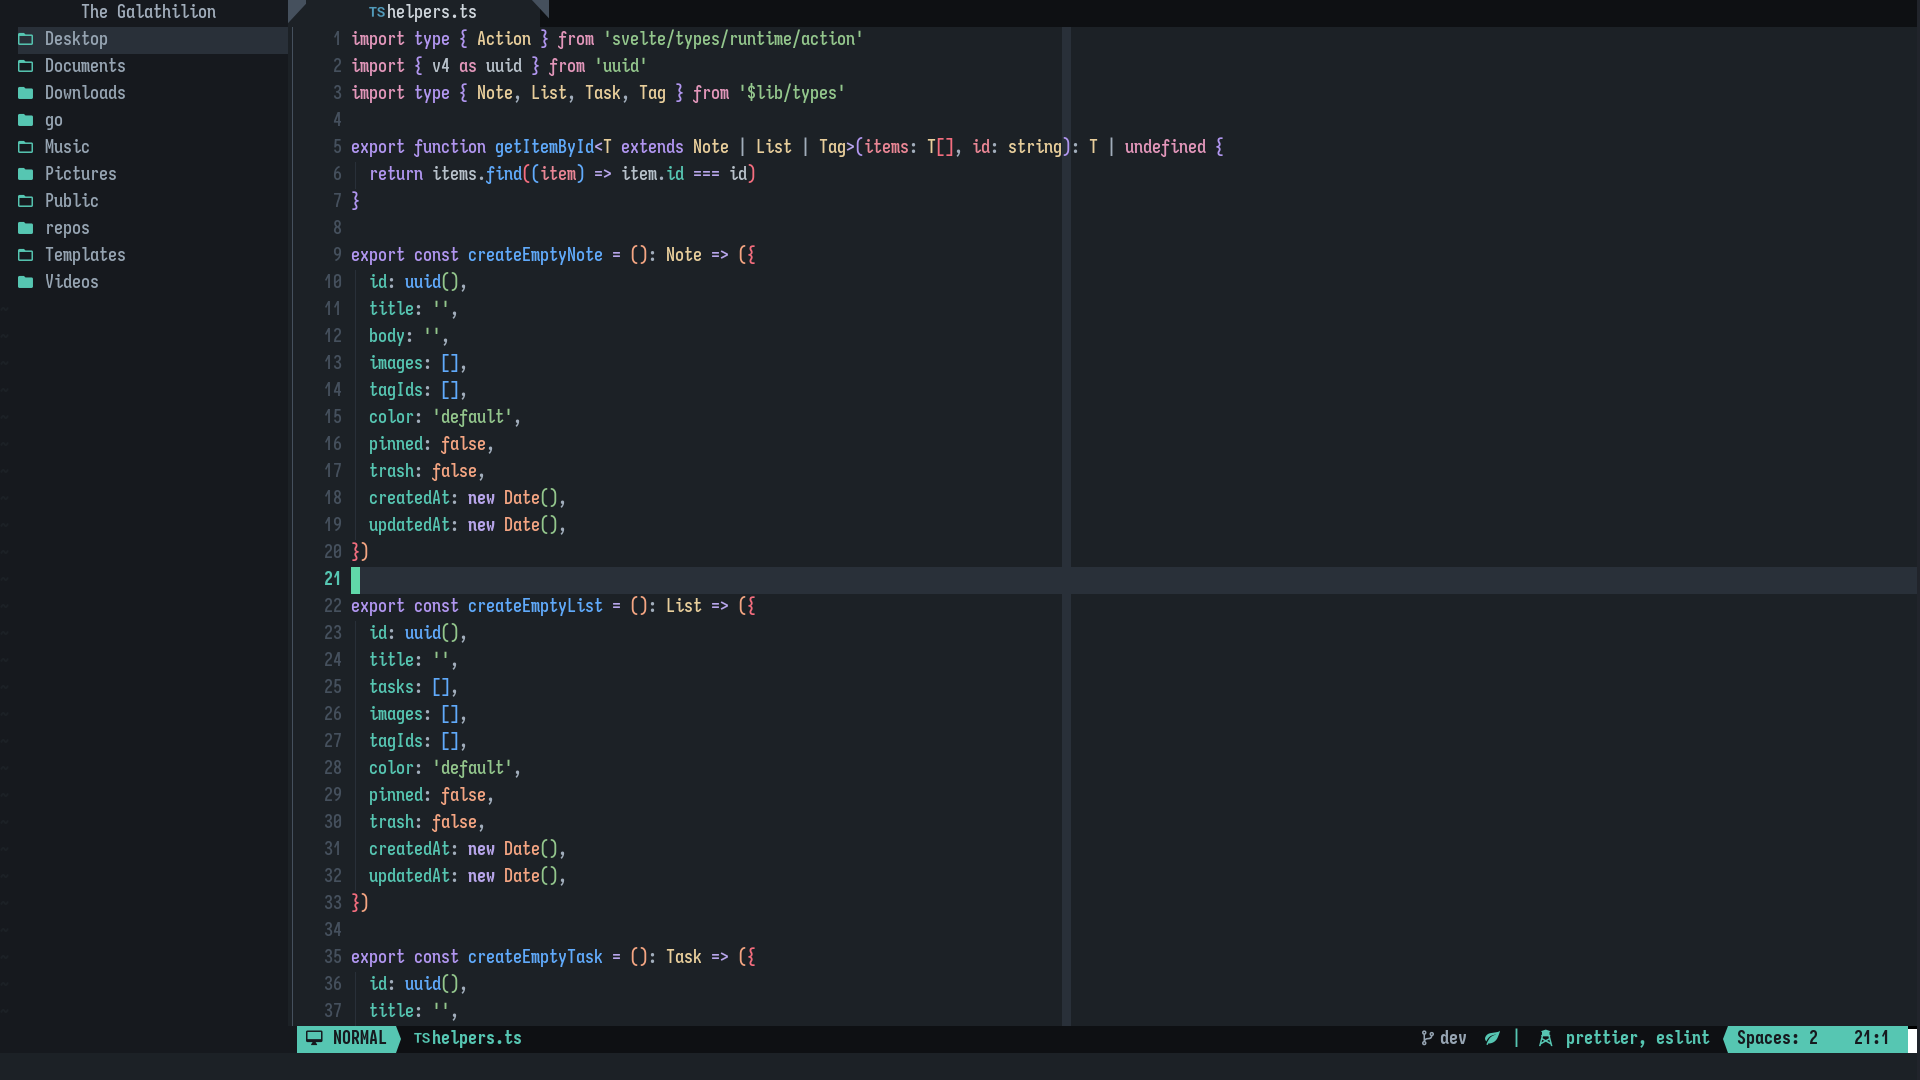 The Galathilion
Desktop
Documents
Downloads
go
Music
Pictures
Public
repos
Templates
Videos
TS helpers.ts
1 import type { Action } from 'svelte/types/runtime/action'
2 import { v4 as uuid } from 'uuid'
3 import type { Note, List, Task, Tag } from '$lib/types'
4
5 export function getItemById<T extends Note | List | Tag>(items: T[], id: string): T | undefined {
6   return items.find((item) => item.id === id)
7 }
8
9 export const createEmptyNote = (): Note => ({
10   id: uuid(),
11   title: '',
12   body: '',
13   images: [],
14   tagIds: [],
15   color: 'default',
16   pinned: false,
17   trash: false,
18   createdAt: new Date(),
19   updatedAt: new Date(),
20 })
21
22 export const createEmptyList = (): List => ({
23   id: uuid(),
24   title: '',
25   tasks: [],
26   images: [],
27   tagIds: [],
28   color: 'default',
29   pinned: false,
30   trash: false,
31   createdAt: new Date(),
32   updatedAt: new Date(),
33 })
34
35 export const createEmptyTask = (): Task => ({
36   id: uuid(),
37   title: '',
NORMAL TS helpers.ts dev | prettier, eslint Spaces: 2 21:1